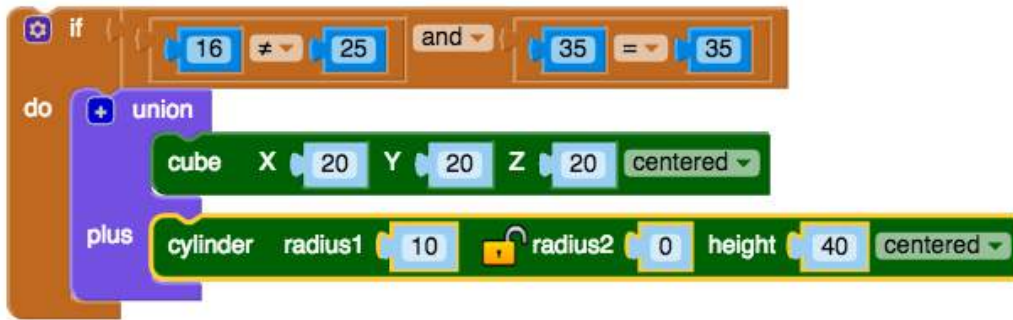 if 16 ≠ 25 and 35 = 35
do + union
cube X 20 Y 20 Z 20 centered
plus cylinder radius1 10 radius2 0 height 40 centered